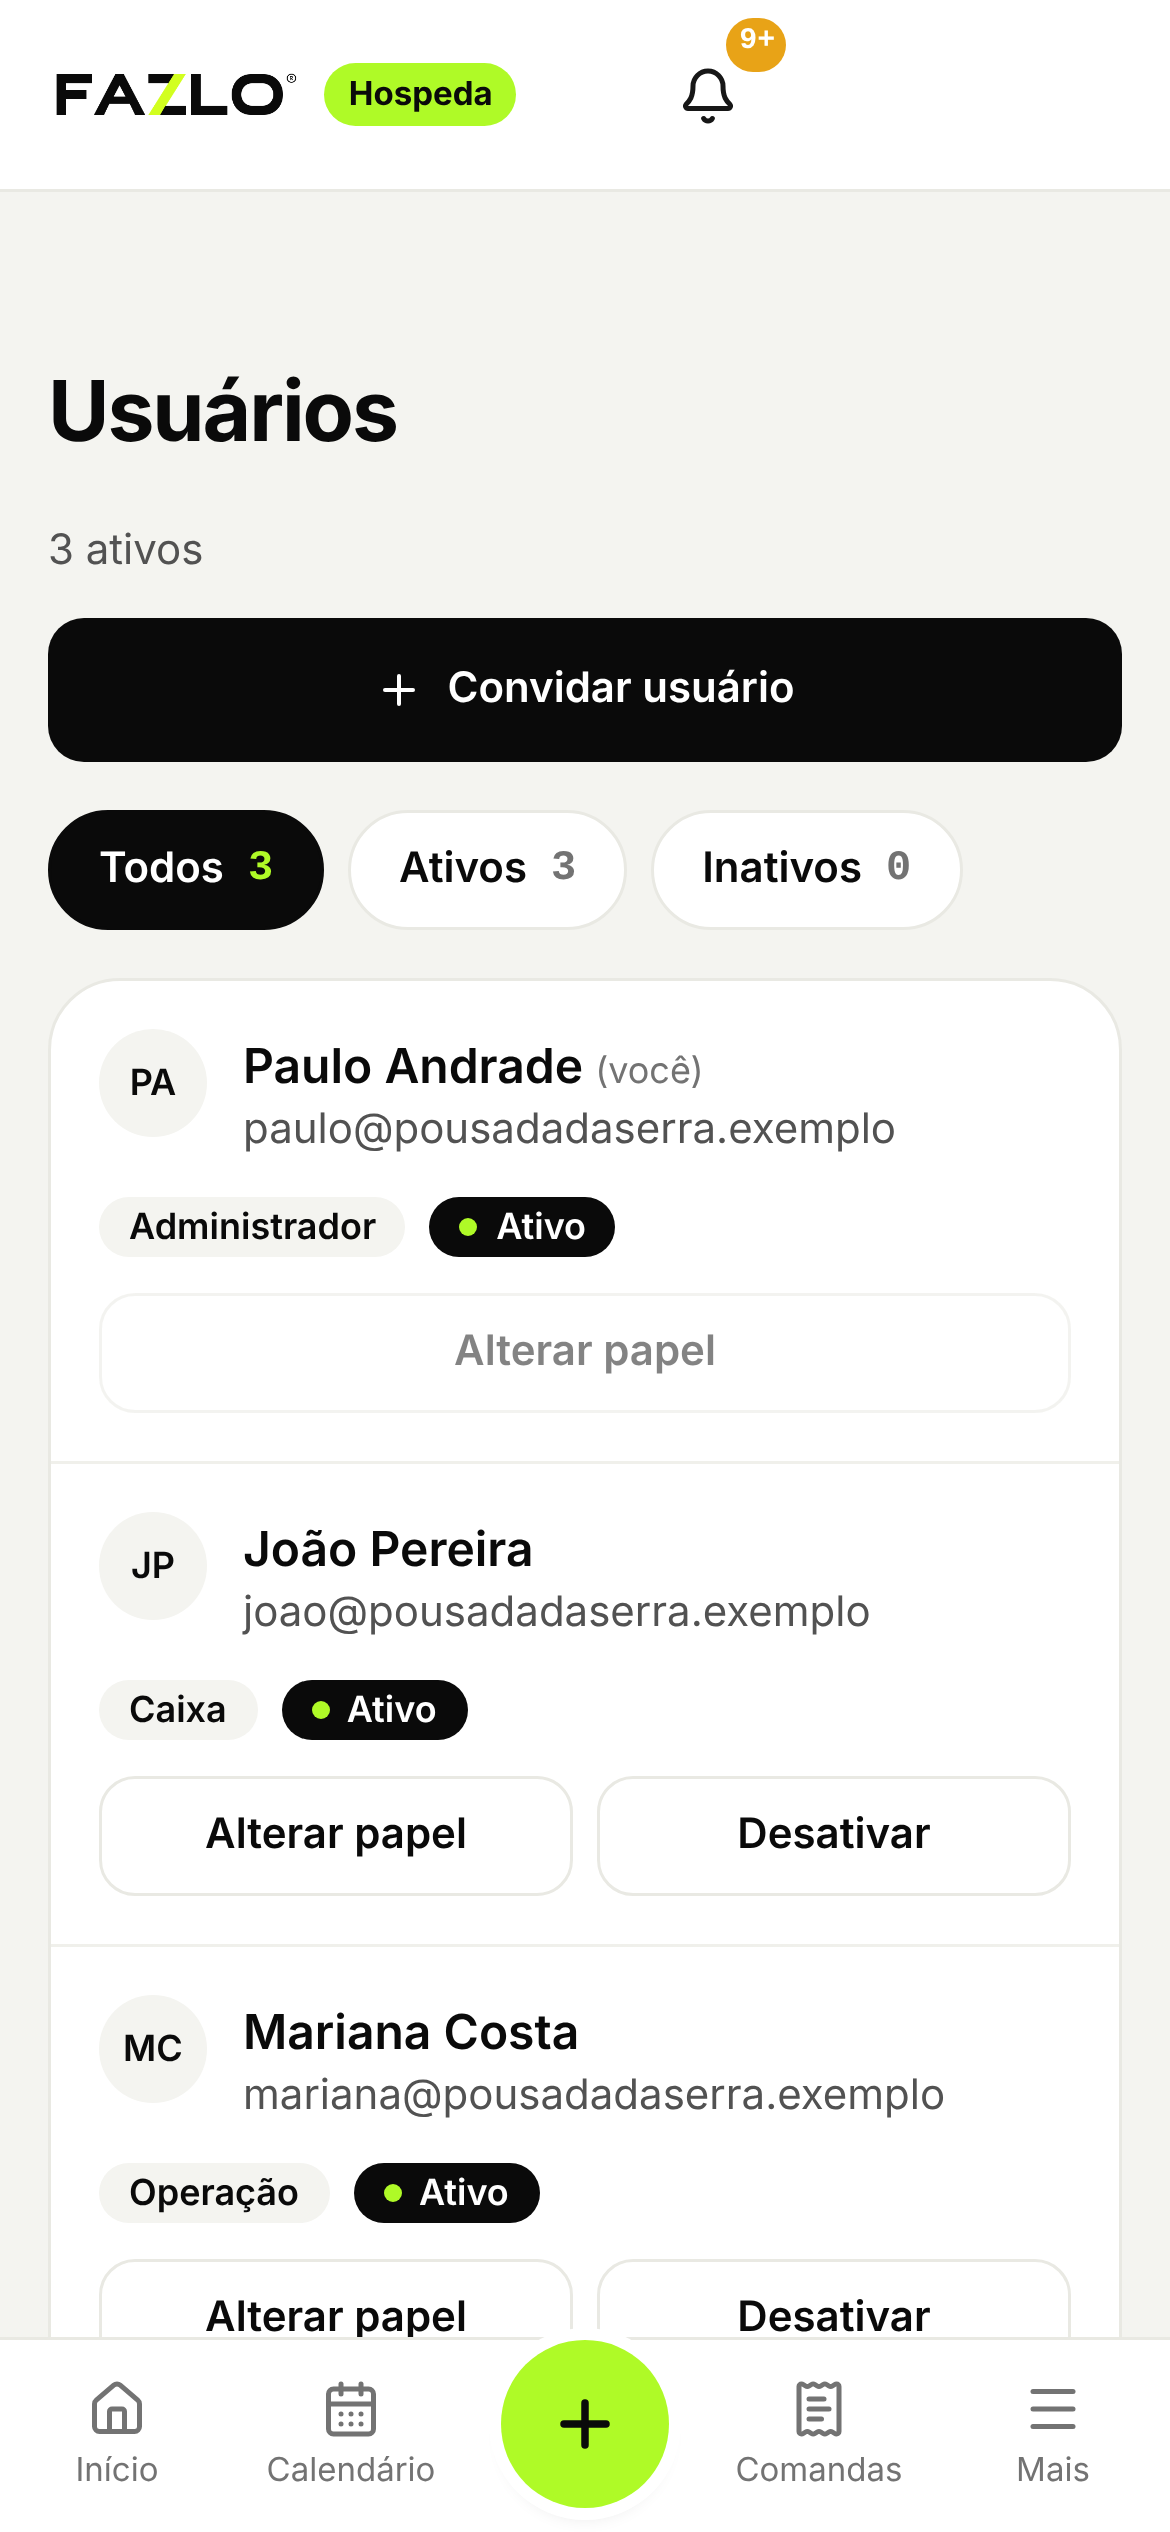 FAZLO® Hospeda 9+
Usuários
3 ativos
+ Convidar usuário
Todos 3 Ativos 3 Inativos 0
PA Paulo Andrade (você)
paulo@pousadadaserra.exemplo
Administrador Ativo
Alterar papel
JP João Pereira
joao@pousadadaserra.exemplo
Caixa Ativo
Alterar papel Desativar
MC Mariana Costa
mariana@pousadadaserra.exemplo
Operação Ativo
Alterar papel Desativar
Início Calendário + Comandas Mais